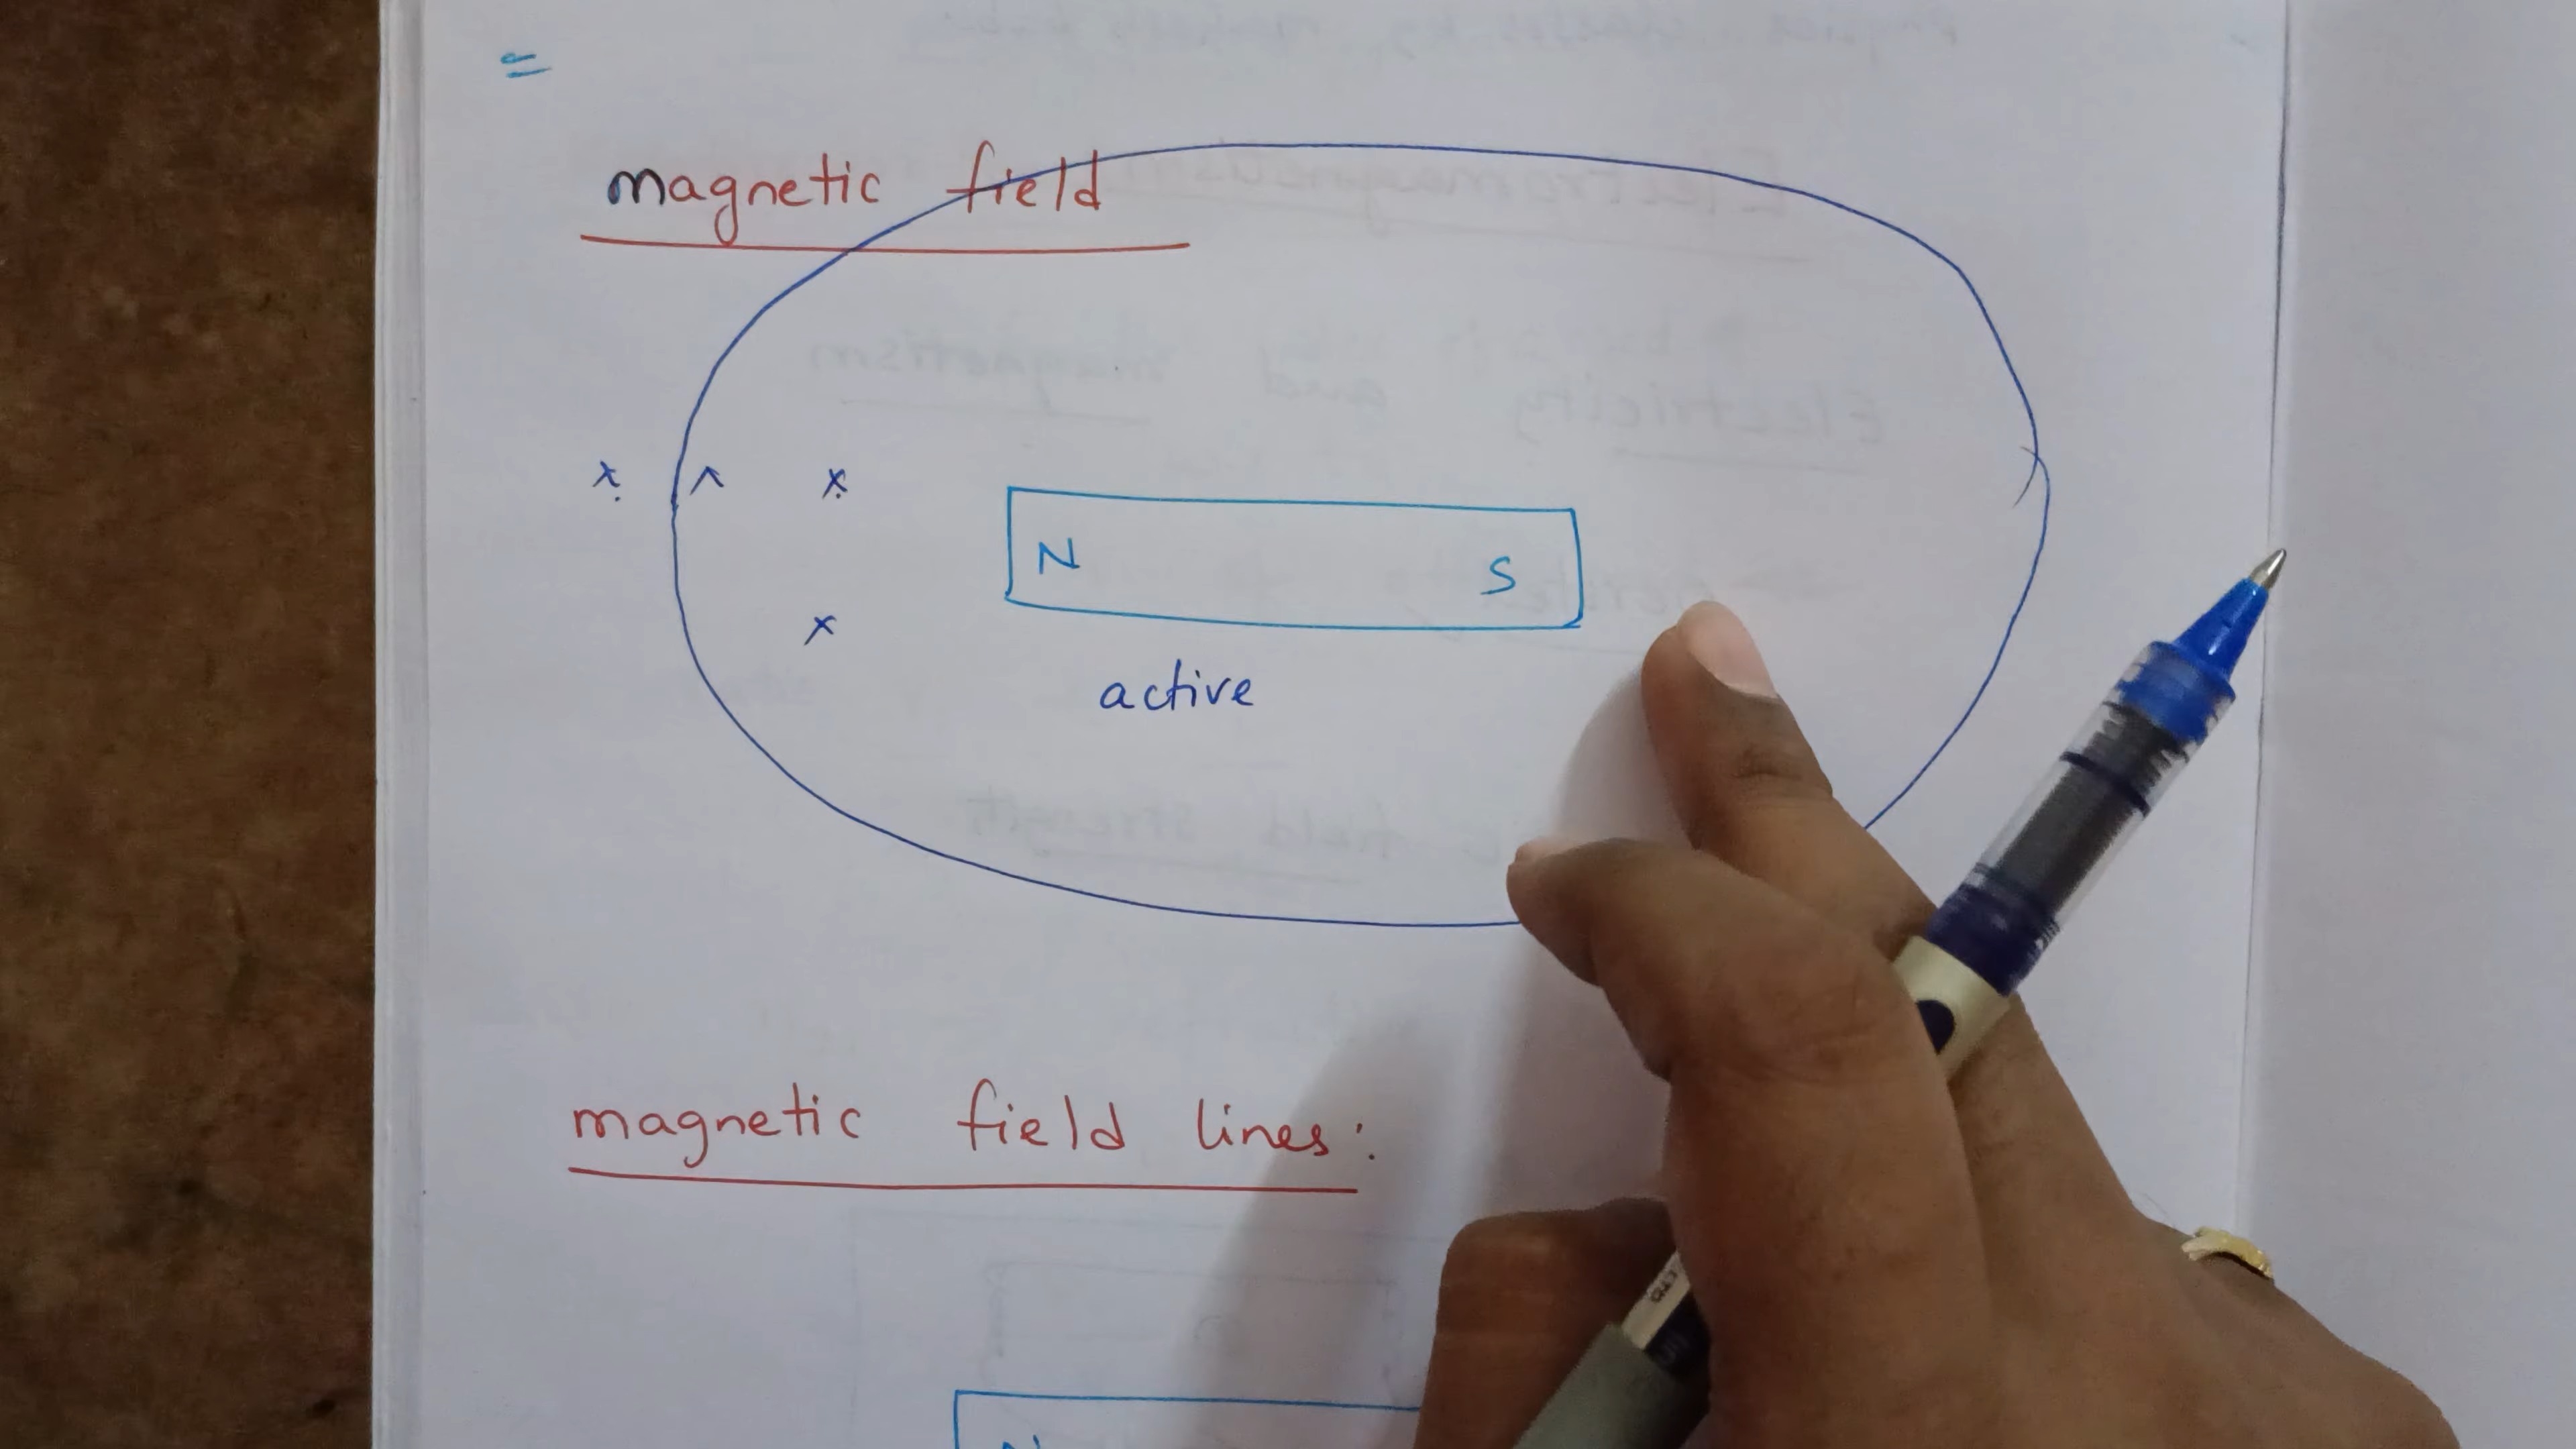 =
magnetic field
x ^ x
N S
x
active
magnetic field lines:
N